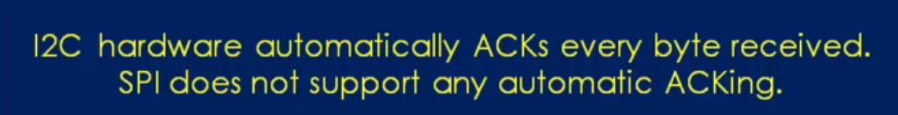 I2C hardware automatically ACKs every byte received.
SPI does not support any automatic ACKing.